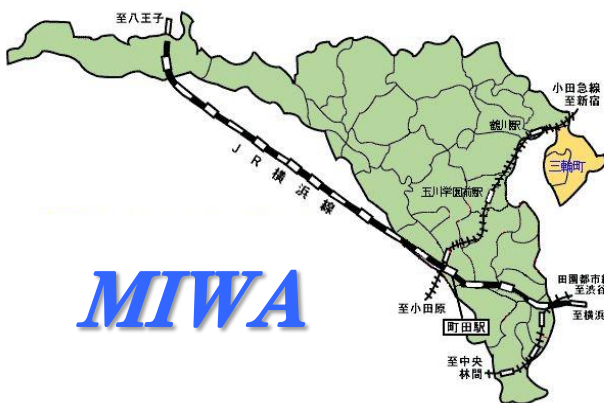 至八王子
小田急線
至新宿
鶴川駅
三輪町
玉川学園前駅
JR横浜線
田園都市線
至渋谷
至小田原
至横浜
町田駅
至中央
林間
MIWA